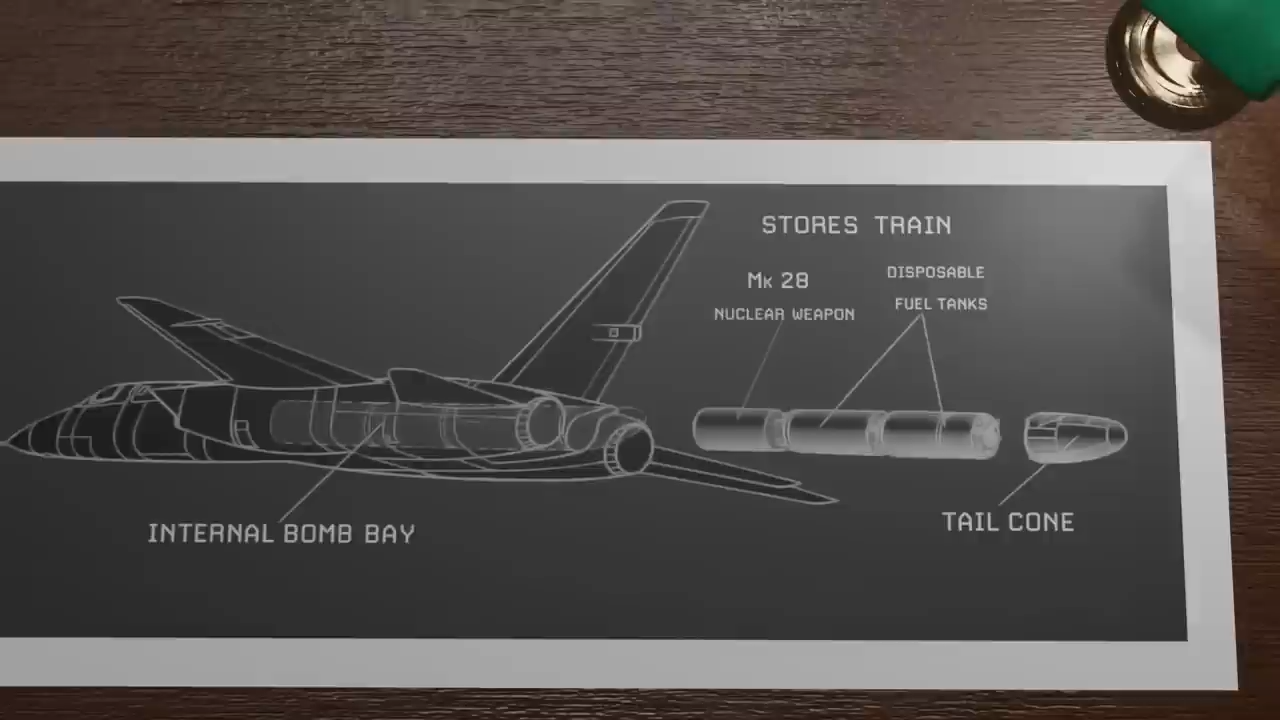 STORES TRAIN
Mk 28
NUCLEAR WEAPON
DISPOSABLE
FUEL TANKS
INTERNAL BOMB BAY
TAIL CONE